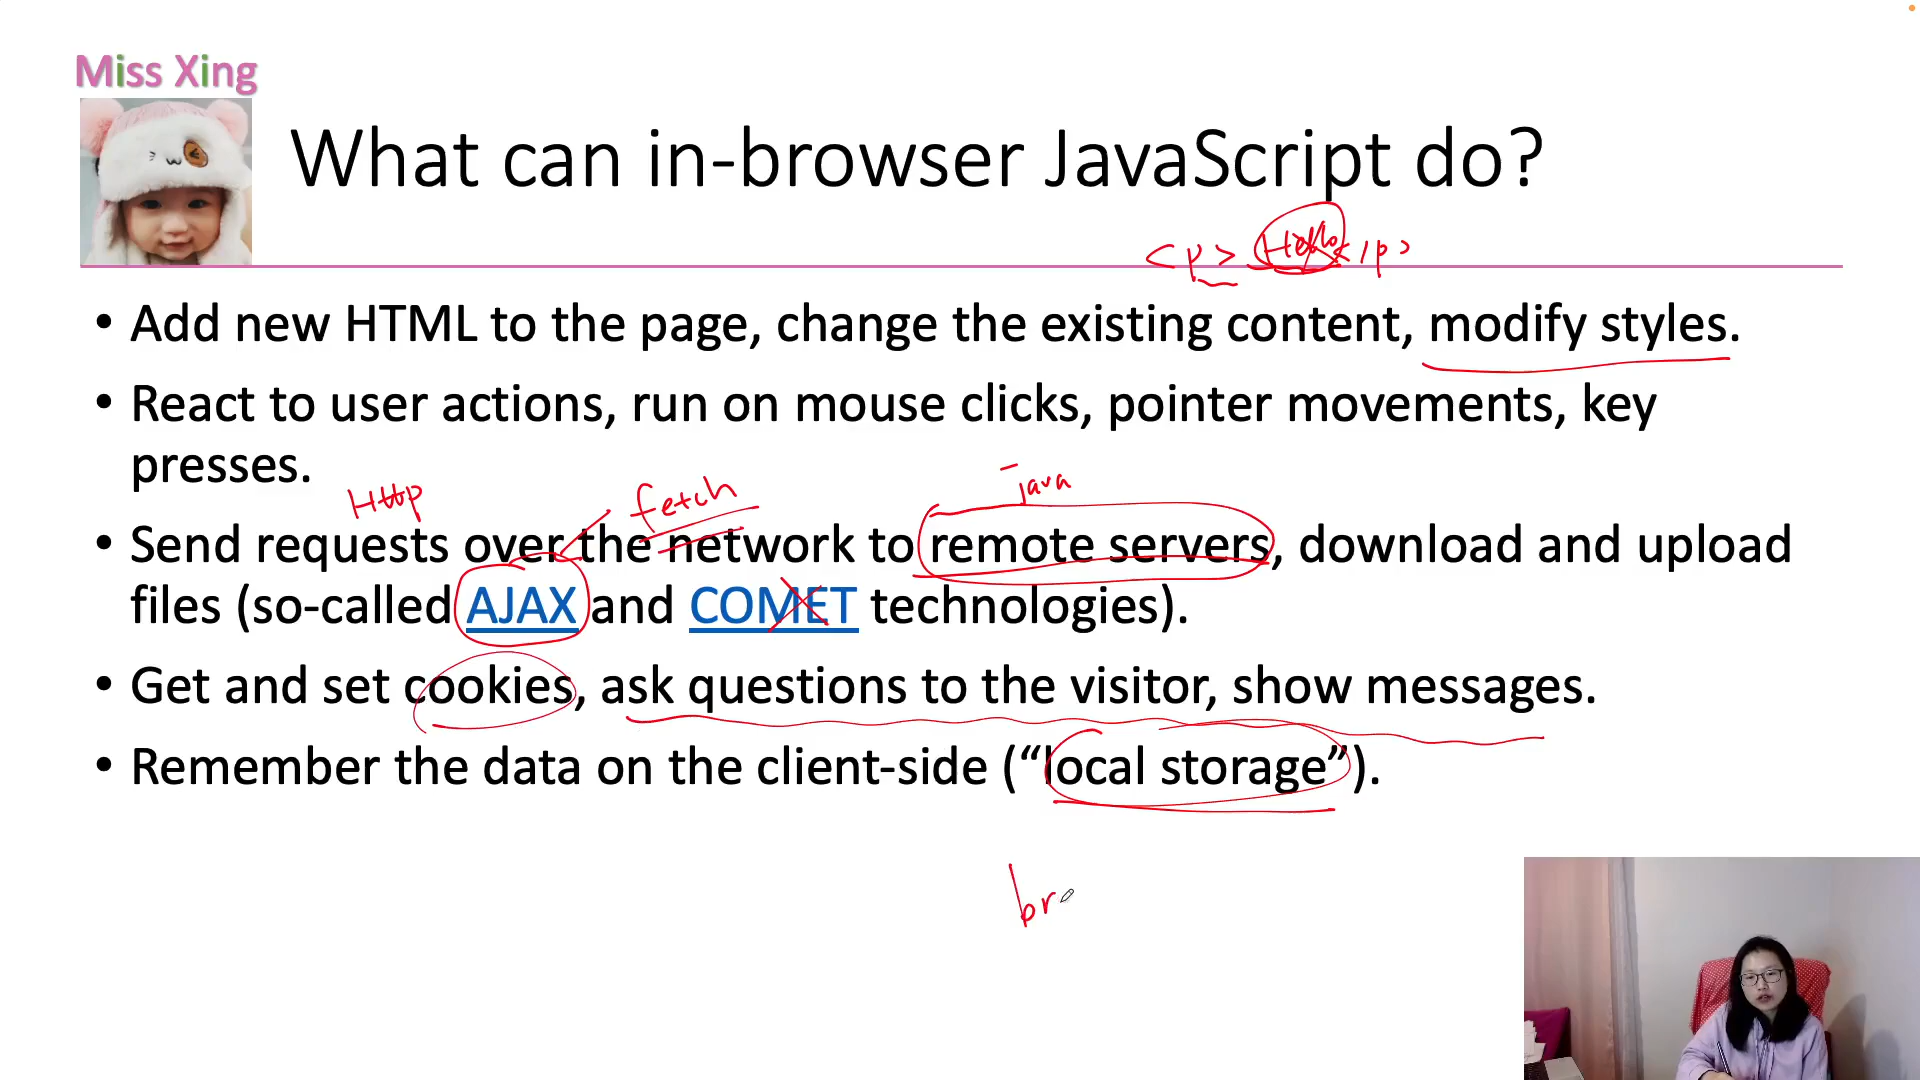 Miss Xing
What can in-browser JavaScript do?
<p> Hello </p>
• Add new HTML to the page, change the existing content, modify styles.
• React to user actions, run on mouse clicks, pointer movements, key
presses.
Http
fetch
java
• Send requests over the network to remote servers, download and upload
files (so-called AJAX and COMET technologies).
• Get and set cookies, ask questions to the visitor, show messages.
• Remember the data on the client-side (“local storage”).
br